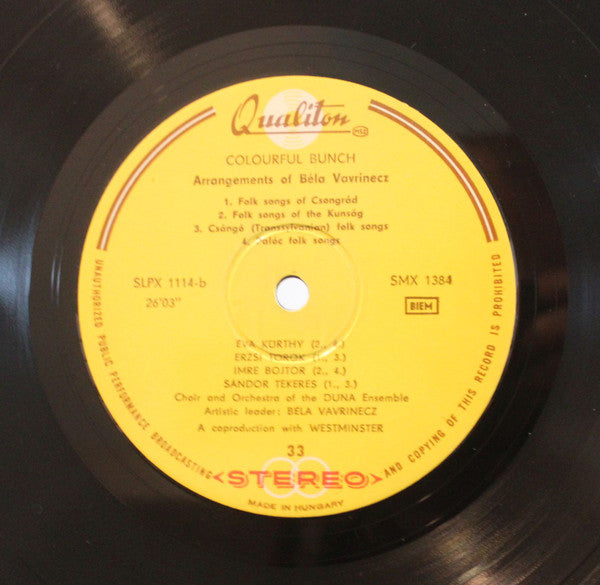 Qualiton
MHZ
COLOURFUL BUNCH
Arrangements of Béla Vavrinecz
1. Folk songs of Csongrád
2. Folk songs of the Kunság
3. Csángó (Transsylvanian) folk songs
4. Palóc folk songs
SLPX 1114-b
26'03"
SMX 1384
BIEM
ÉVA KÜRTHY (2., 4.)
ERZSI TÖRÖK (1., 3.)
IMRE BOJTOR (2., 4.)
SÁNDOR TEKERES (1., 3.)
Choir and Orchestra of the DUNA Ensemble
Artistic leader: BÉLA VAVRINECZ
A coproduction with WESTMINSTER
33
STEREO
MADE IN HUNGARY
UNAUTHORIZED PUBLIC PERFORMANCE BROADCASTING AND COPYING OF THIS RECORD IS PROHIBITED